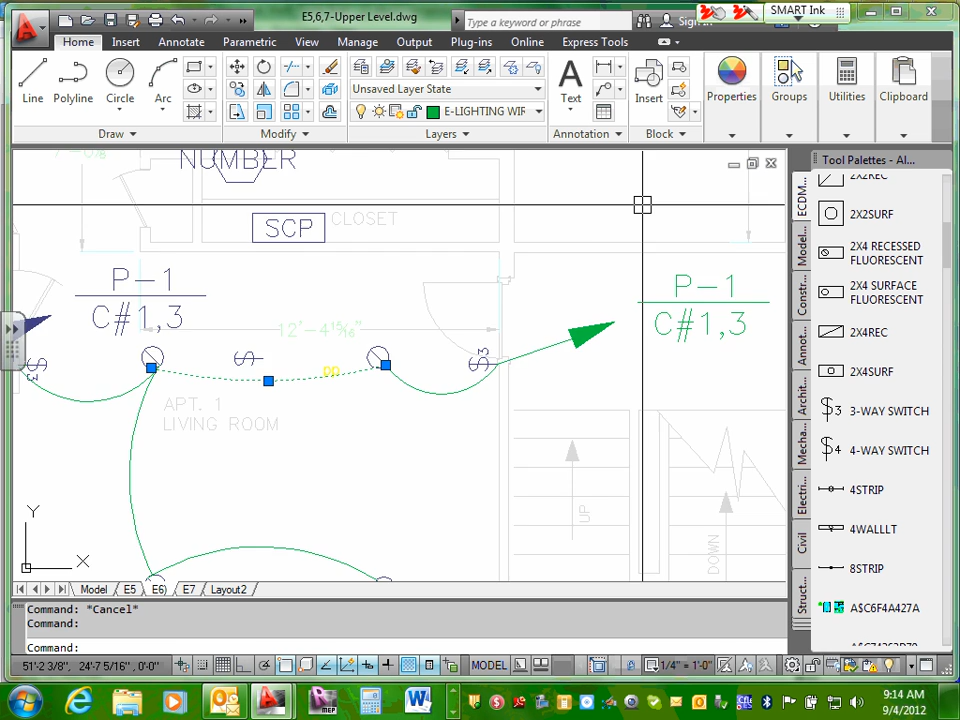 E5,6,7-Upper Level.dwg
Type a keyword or phrase
Sign
SMART Ink
Home Insert Annotate Parametric View Manage Output Plug-ins Online Express Tools
Line Polyline Circle Arc
Unsaved Layer State
E-LIGHTING WIR
Text
Insert
Properties Groups Utilities Clipboard
Draw Modify Layers Annotation Block
NUMBER
SCP
CLOSET
P-1
C#1,3
12'-4 15/16"
P-1
C#1,3
$
$3
$3
APT. 1
LIVING ROOM
UP
DOWN
Y
X
Tool Palettes - Al...
ECDM...
Model...
Constr...
Annot...
Archit...
Mecha...
Electri...
Civil
Struct...
2X2REC
2X2SURF
2X4 RECESSED
FLUORESCENT
2X4 SURFACE
FLUORESCENT
2X4REC
2X4SURF
$3 3-WAY SWITCH
$4 4-WAY SWITCH
4STRIP
4WALLLT
8STRIP
A$C6F4A427A
Model E5 E6 E7 Layout2
Command: *Cancel*
Command:
Command:
51'-2 3/8", 24'-7 5/16", 0'-0"
MODEL
1/4" = 1'-0"
MEP
9:14 AM
9/4/2012